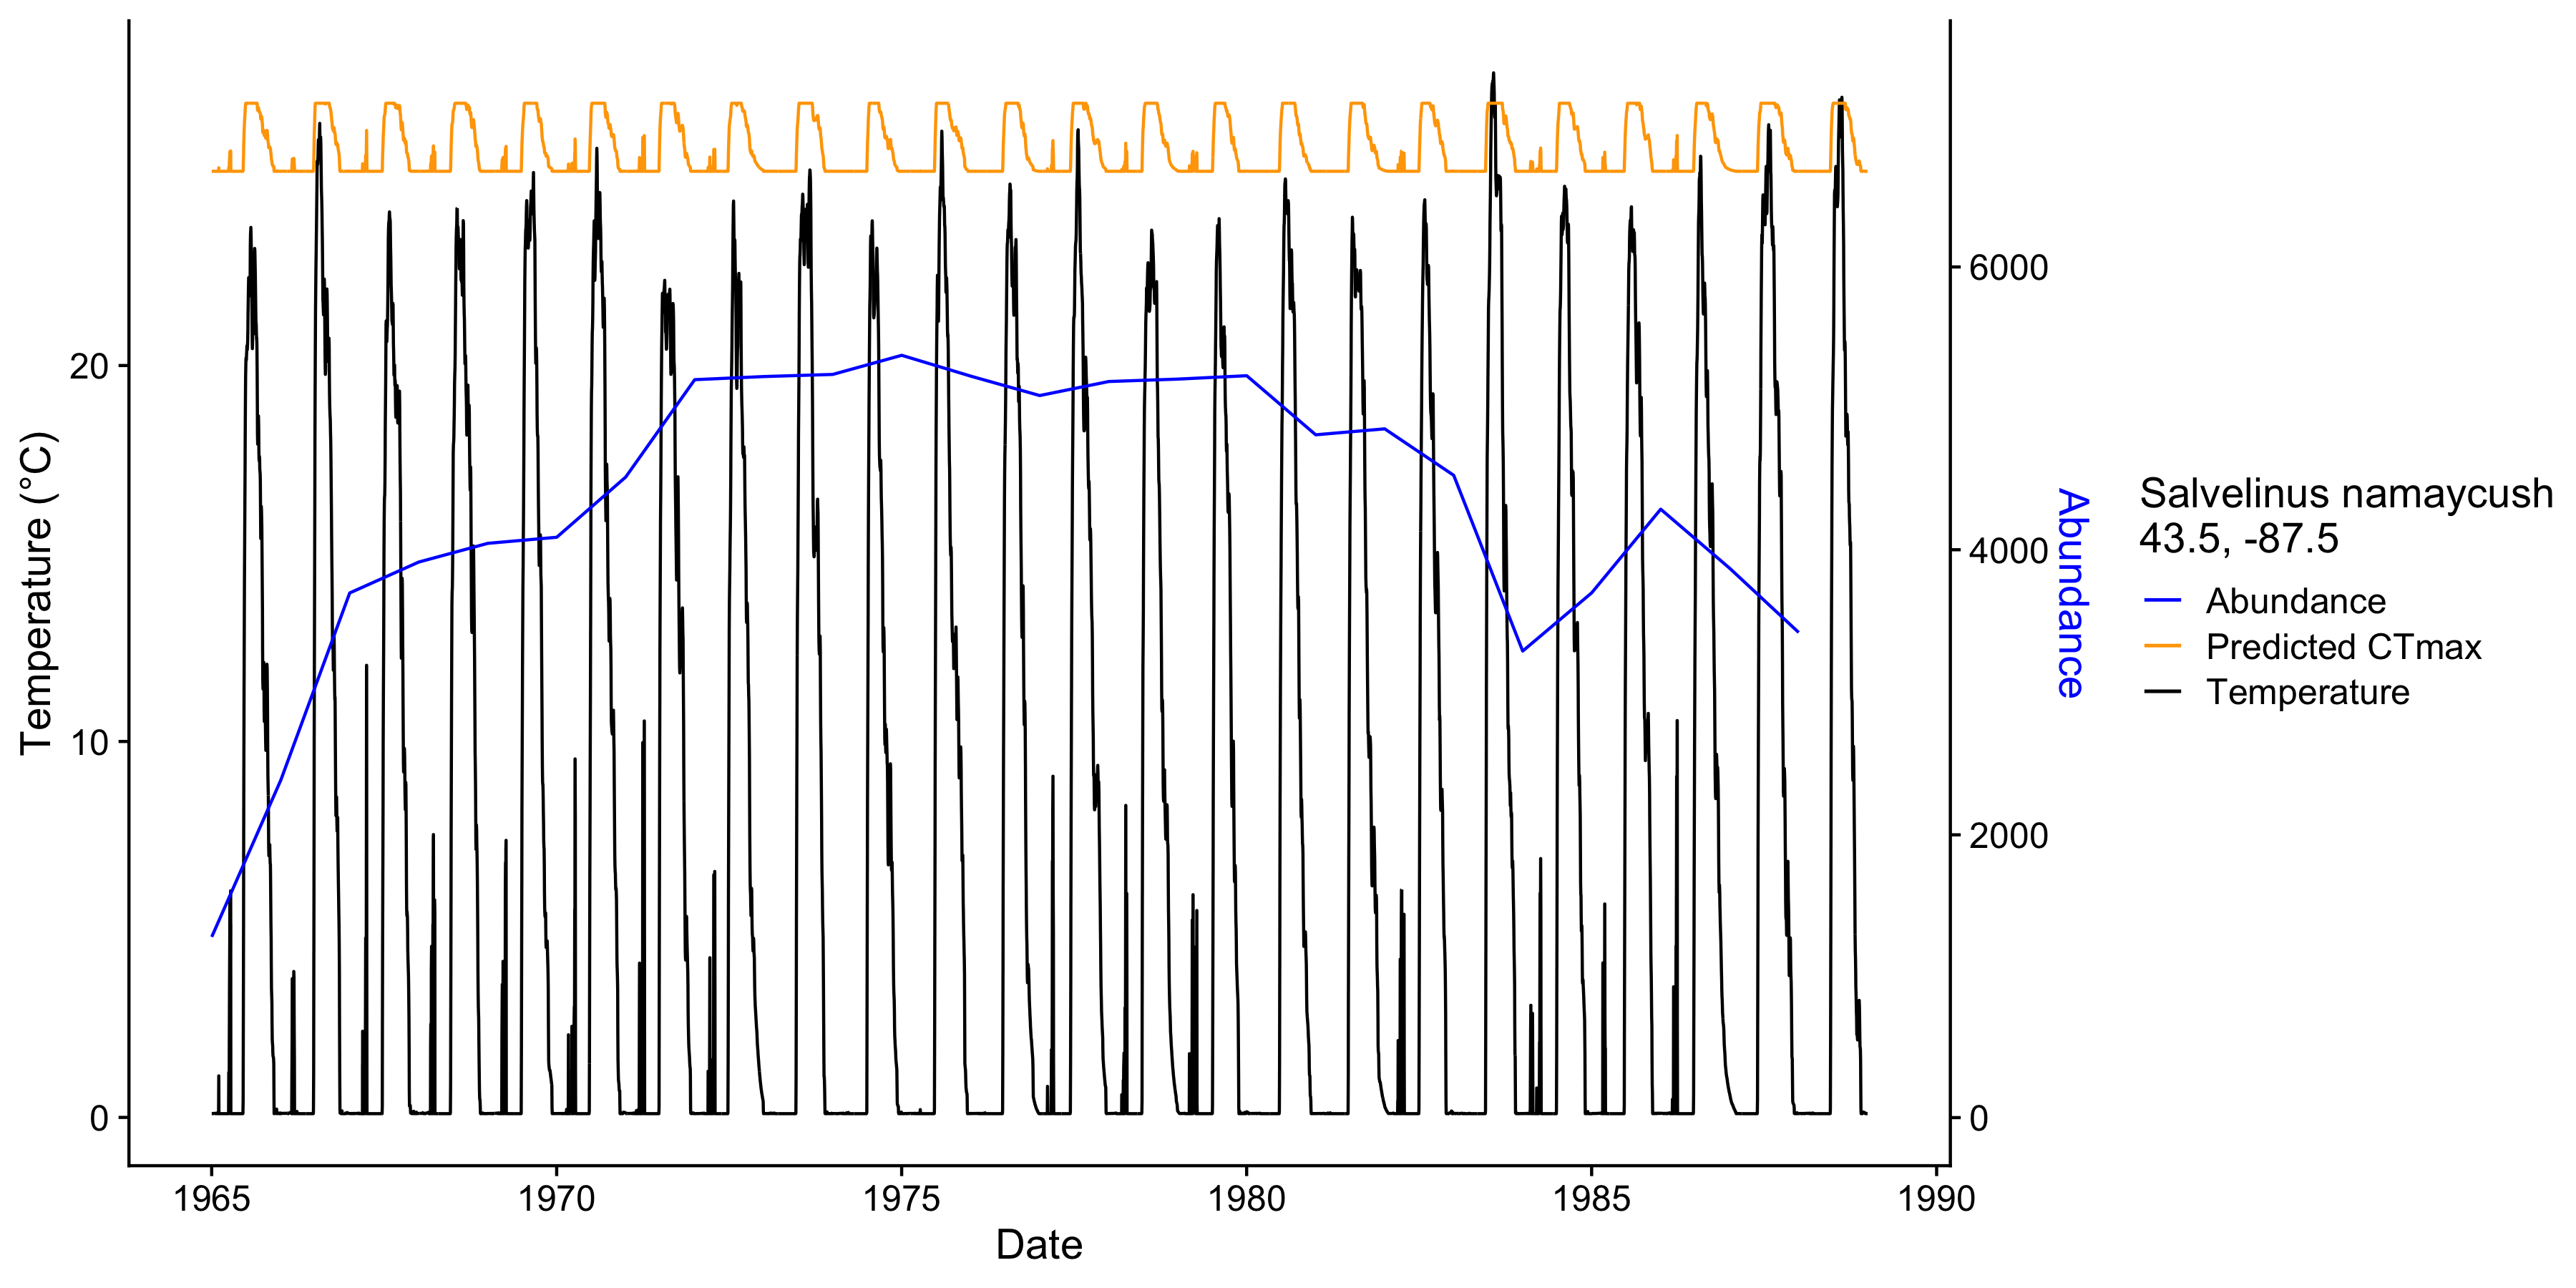 Temperature (°C)
20
10
0
1965
1970
1975
1980
1985
1990
Date
6000
4000
2000
0
Abundance
Salvelinus namaycush
43.5, -87.5
Abundance
Predicted CTmax
Temperature